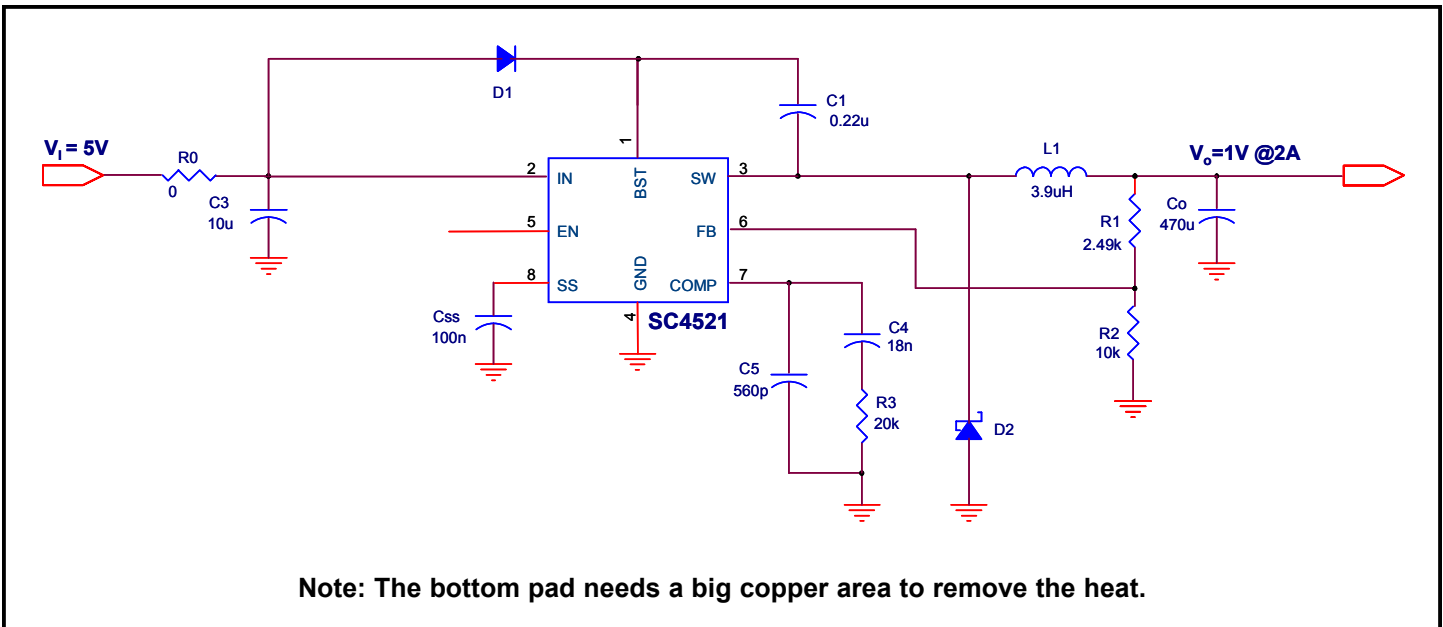 D1
C1
0.22u
V_I = 5V
R0
0
C3
10u
1
2
IN
BST
SW
3
L1
3.9uH
V_o=1V @2A
5
EN
FB
6
R1
2.49k
Co
470u
8
SS
GND
COMP
7
4
SC4521
Css
100n
C4
18n
C5
560p
R3
20k
R2
10k
D2
Note: The bottom pad needs a big copper area to remove the heat.